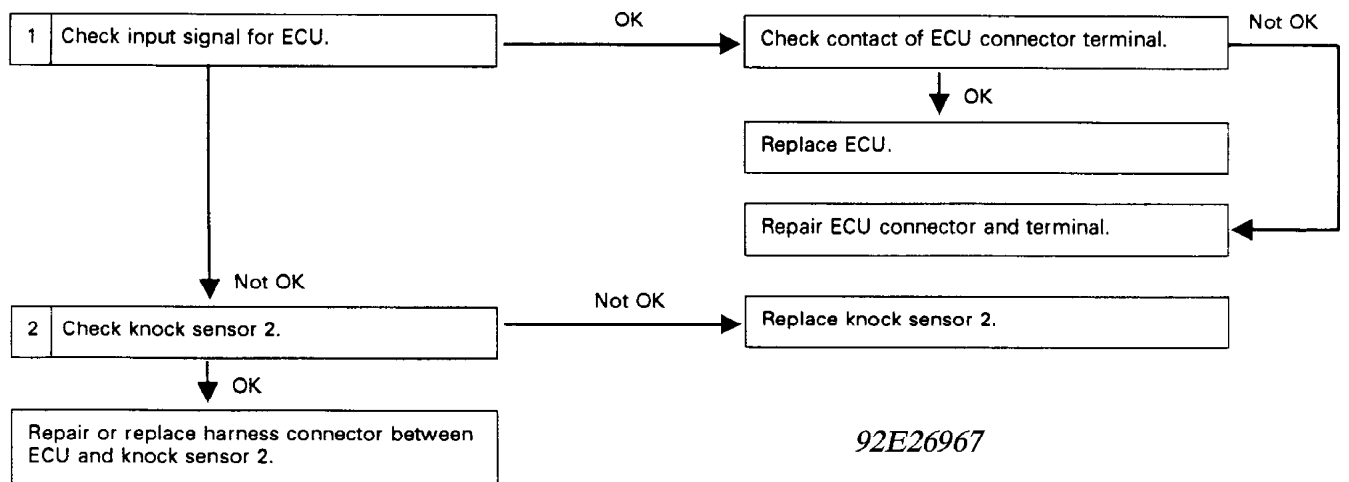 1 Check input signal for ECU.
OK
Check contact of ECU connector terminal.
Not OK
OK
Replace ECU.
Repair ECU connector and terminal.
Not OK
2 Check knock sensor 2.
Not OK
Replace knock sensor 2.
OK
Repair or replace harness connector between
ECU and knock sensor 2.
92E26967